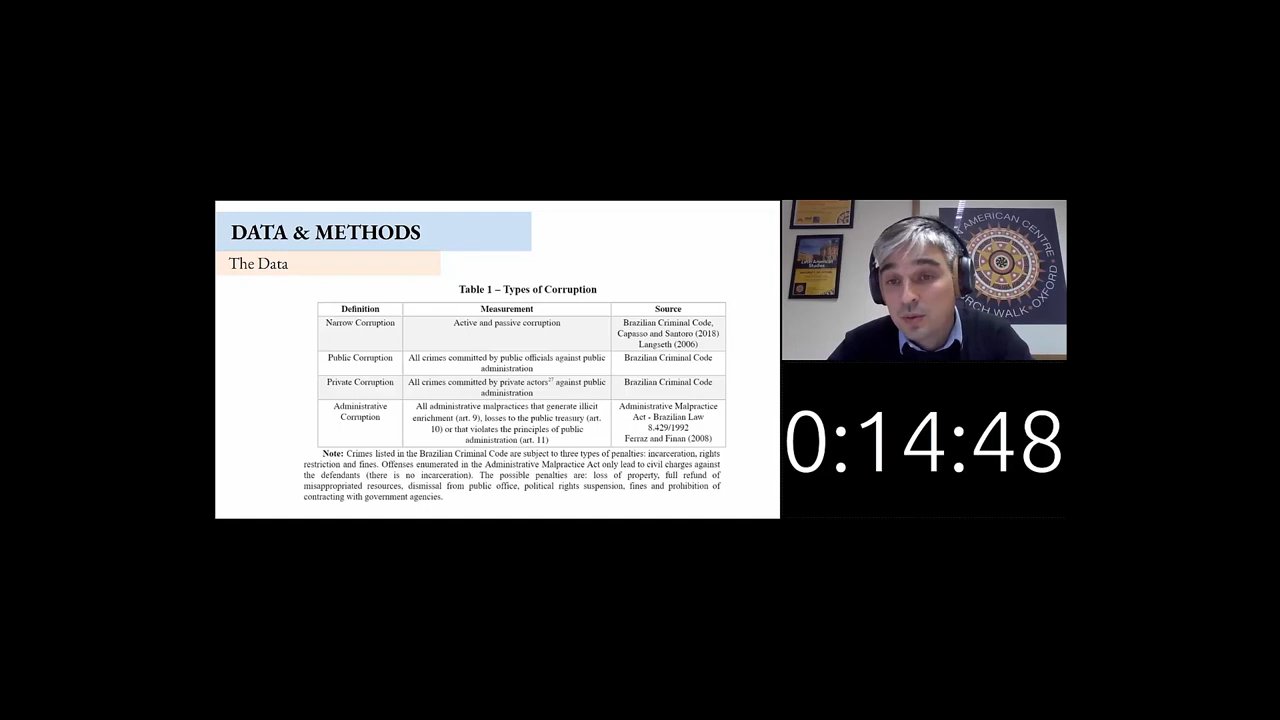 DATA & METHODS
The Data
Table 1 – Types of Corruption
Definition Measurement Source
Narrow Corruption Active and passive corruption Brazilian Criminal Code,
Capasso and Santoro (2018)
Langseth (2006)
Public Corruption All crimes committed by public officials against public
administration Brazilian Criminal Code
Private Corruption All crimes committed by private actors27 against public
administration Brazilian Criminal Code
Administrative
Corruption
All administrative malpractices that generate illicit
enrichment (art. 9), losses to the public treasury (art.
10) or that violates the principles of public
administration (art. 11)
Administrative Malpractice
Act - Brazilian Law
8.429/1992
Ferraz and Finan (2008)
Note: Crimes listed in the Brazilian Criminal Code are subject to three types of penalties: incarceration, rights
restriction and fines. Offenses enumerated in the Administrative Malpractice Act only lead to civil charges against
the defendants (there is no incarceration). The possible penalties are: loss of property, full refund of
misappropriated resources, dismissal from public office, political rights suspension, fines and prohibition of
contracting with government agencies.
Latin American
Studies
AMERICAN CENTRE
RCH WALK • OXFORD
0:14:48